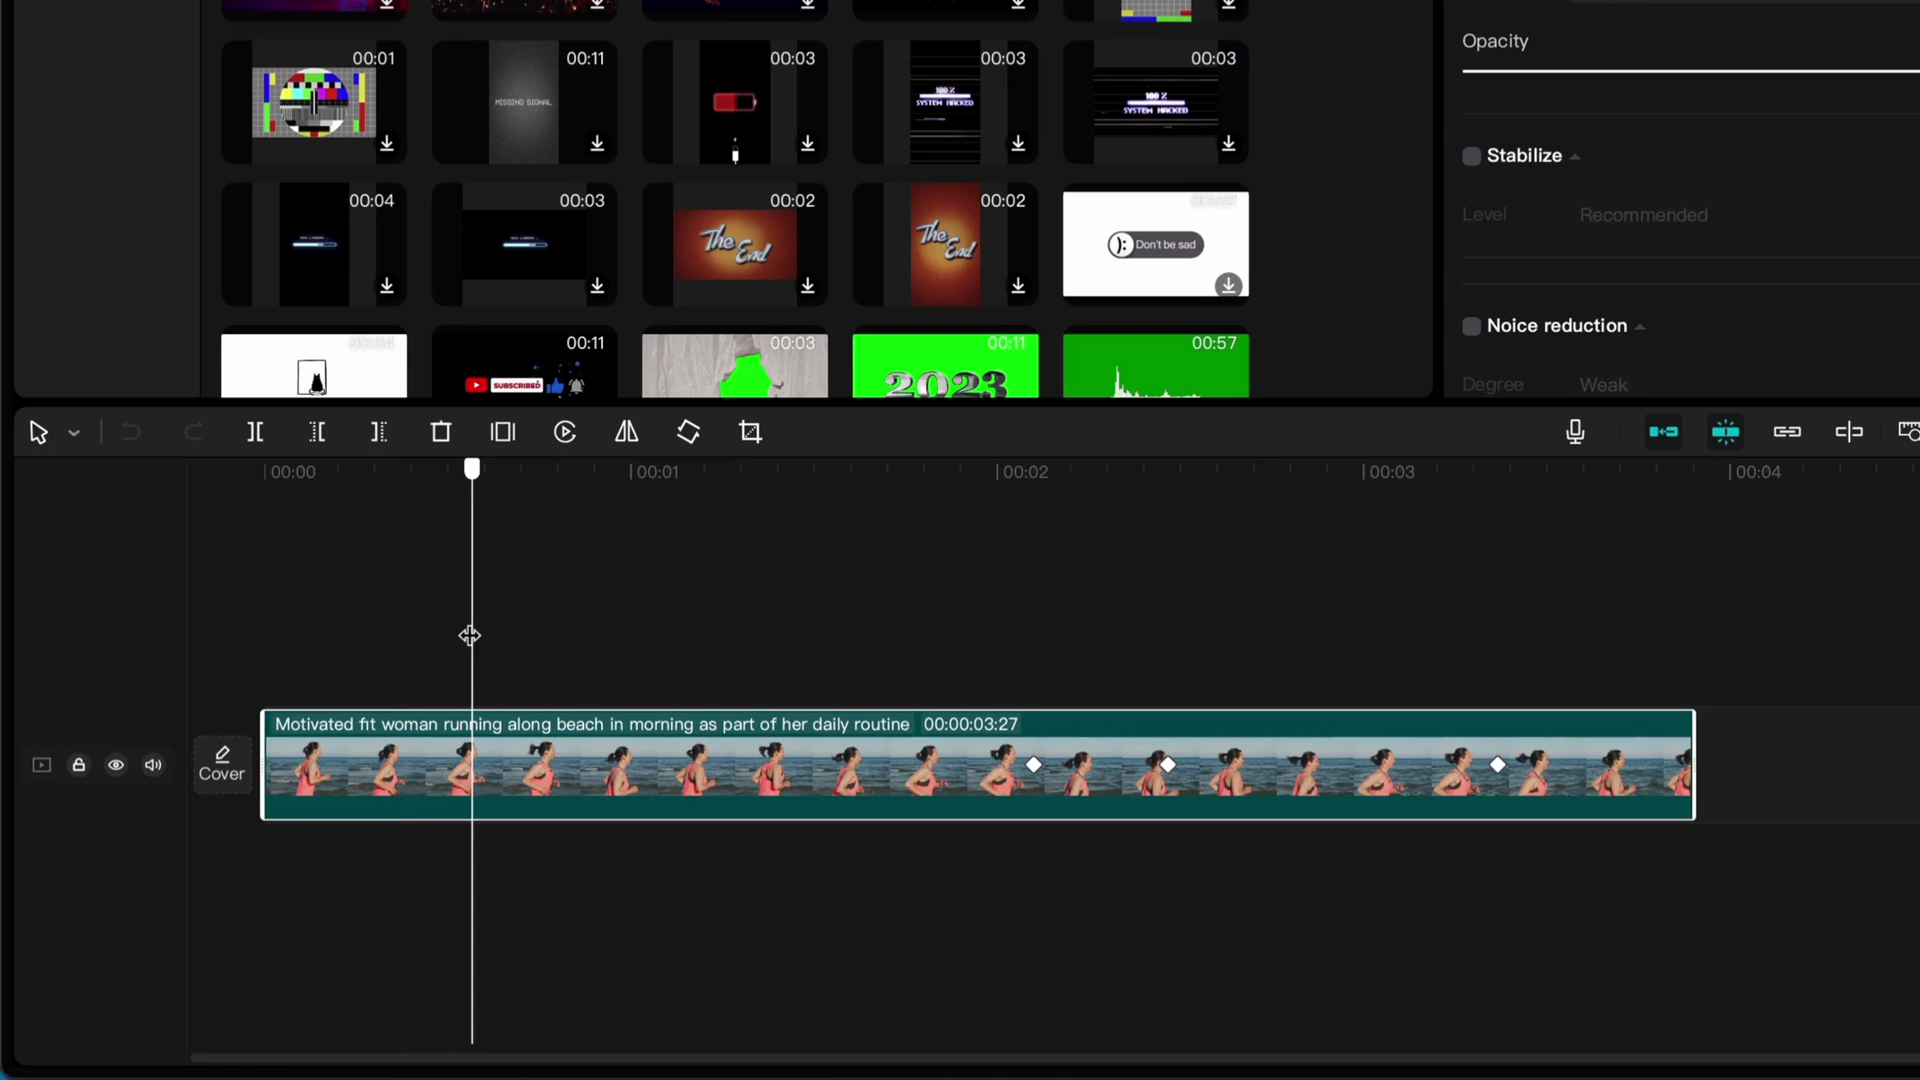 00:01
00:11
00:03
00:03
00:03
MISSING SIGNAL
100 %
SYSTEM HACKED
100 %
SYSTEM HACKED
00:04
00:03
00:02
00:02
The End
The End
): Don't be sad
00:11
00:03
00:11
00:57
SUBSCRIBED
2023
Opacity
Stabilize
Level Recommended
Noice reduction
Degree Weak
00:00 00:01 00:02 00:03 00:04
Motivated fit woman running along beach in morning as part of her daily routine 00:00:03:27
Cover